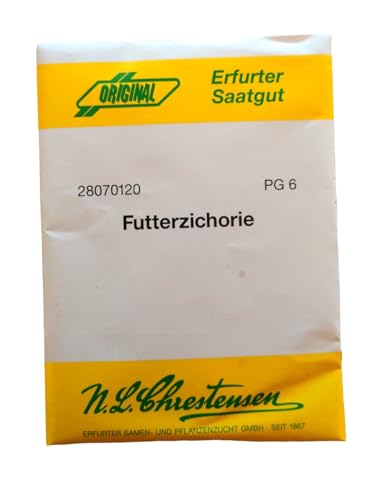 ORIGINAL
Erfurter
Saatgut
28070120 PG 6
Futterzichorie
N.L.Chrestensen
ERFURTER SAMEN- UND PFLANZENZUCHT GMBH · SEIT 1867